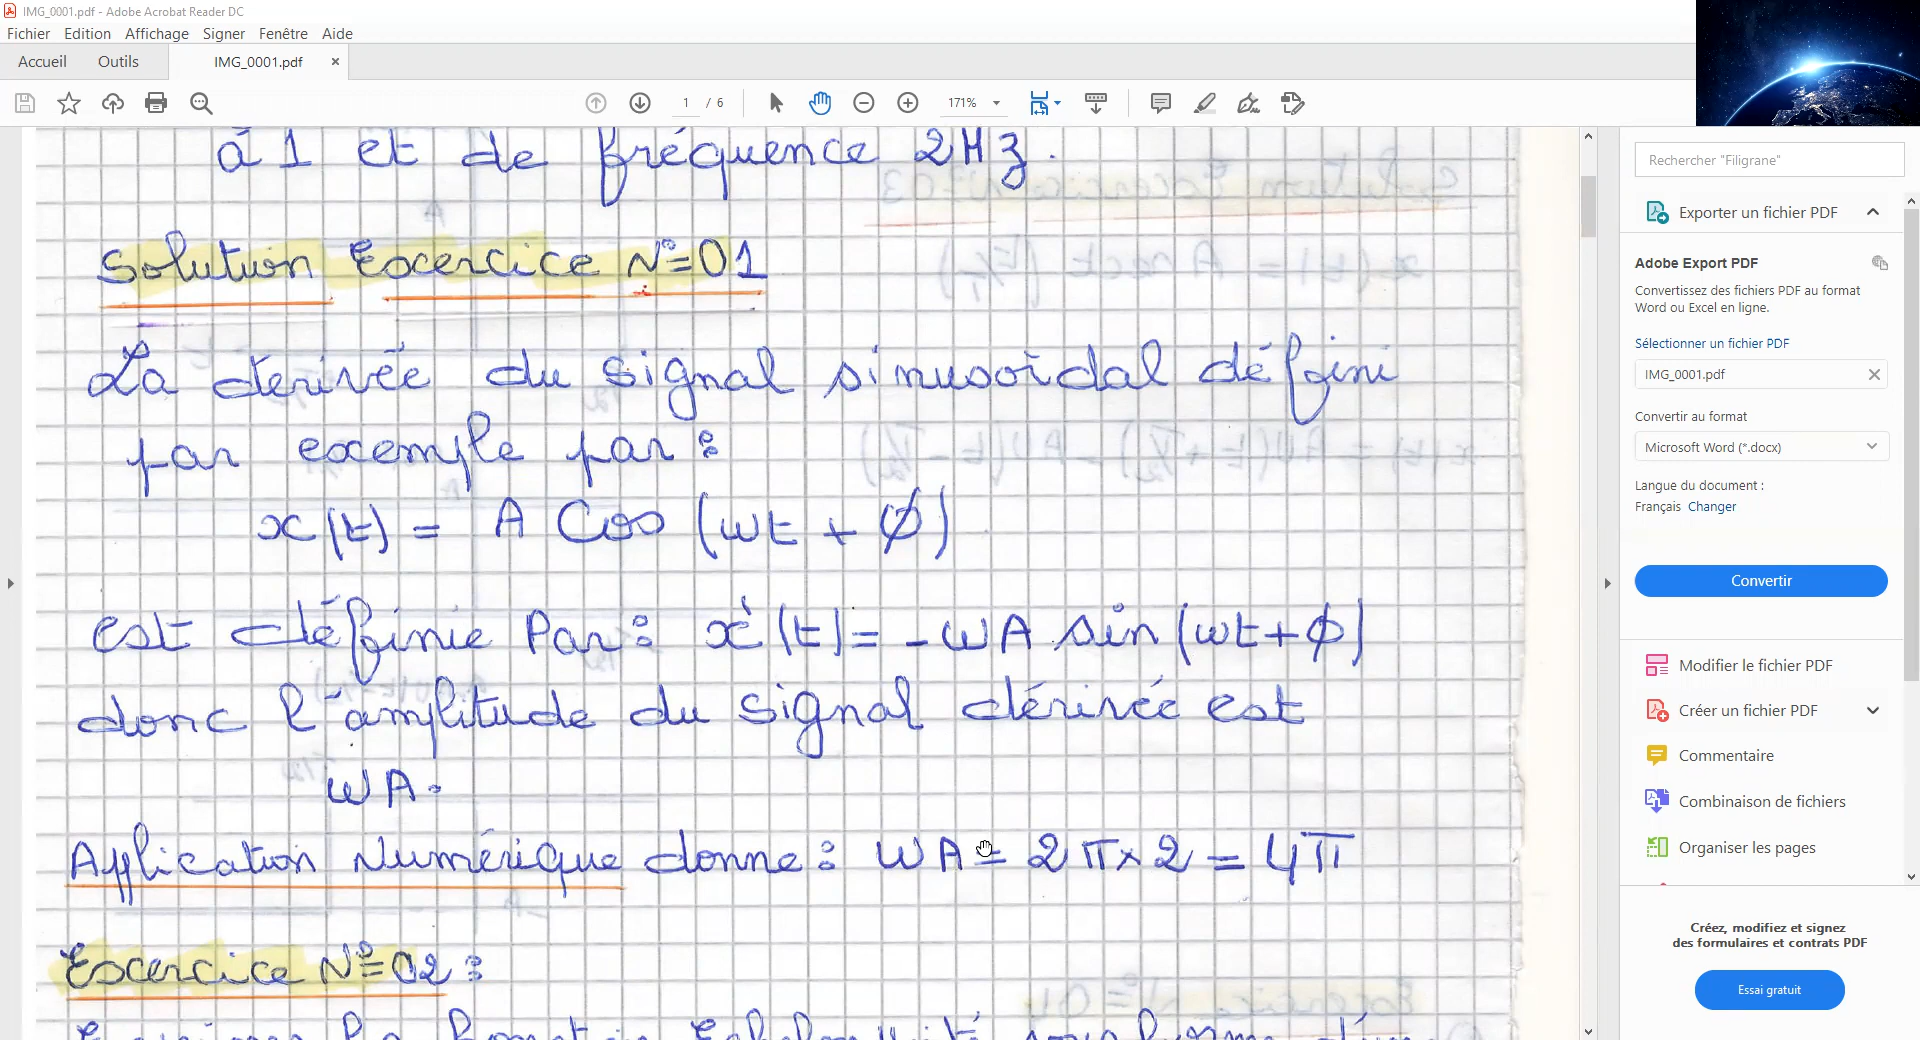 IMG_0001.pdf - Adobe Acrobat Reader DC
Fichier Edition Affichage Signer Fenêtre Aide
Accueil Outils IMG_0001.pdf ×
1 / 6 171%
à 1 et de fréquence 2Hz.
Solution Exercice N°=01
La dérivée du signal sinusoïdal défini
par exemple par :
x(t) = A Cos (wt + ϕ)
est définie Par : x'(t) = - wA sin (wt + ϕ)
donc l'amplitude du signal dérivée est
wA.
Application Numérique donne : wA = 2π × 2 = 4π
Exercice N°=02 :
Rechercher "Filigrane"
Exporter un fichier PDF
Adobe Export PDF
Convertissez des fichiers PDF au format
Word ou Excel en ligne.
Sélectionner un fichier PDF
IMG_0001.pdf
Convertir au format
Microsoft Word (*.docx)
Langue du document :
Français Changer
Convertir
Modifier le fichier PDF
Créer un fichier PDF
Commentaire
Combinaison de fichiers
Organiser les pages
Créez, modifiez et signez
des formulaires et contrats PDF
Essai gratuit